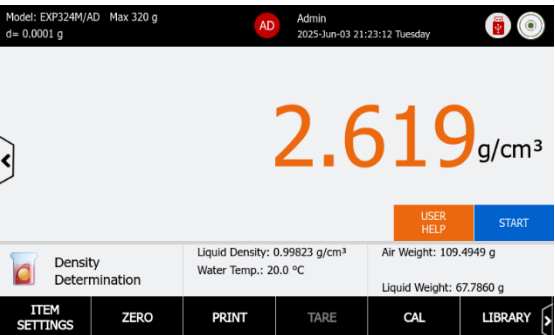 Model: EXP324M/AD Max 320 g
d= 0.0001 g
AD
Admin
2025-Jun-03 21:23:12 Tuesday
2.619 g/cm³
USER
HELP
START
Density
Determination
Liquid Density: 0.99823 g/cm³
Water Temp.: 20.0 °C
Air Weight: 109.4949 g
Liquid Weight: 67.7860 g
ITEM
SETTINGS
ZERO
PRINT
TARE
CAL
LIBRARY